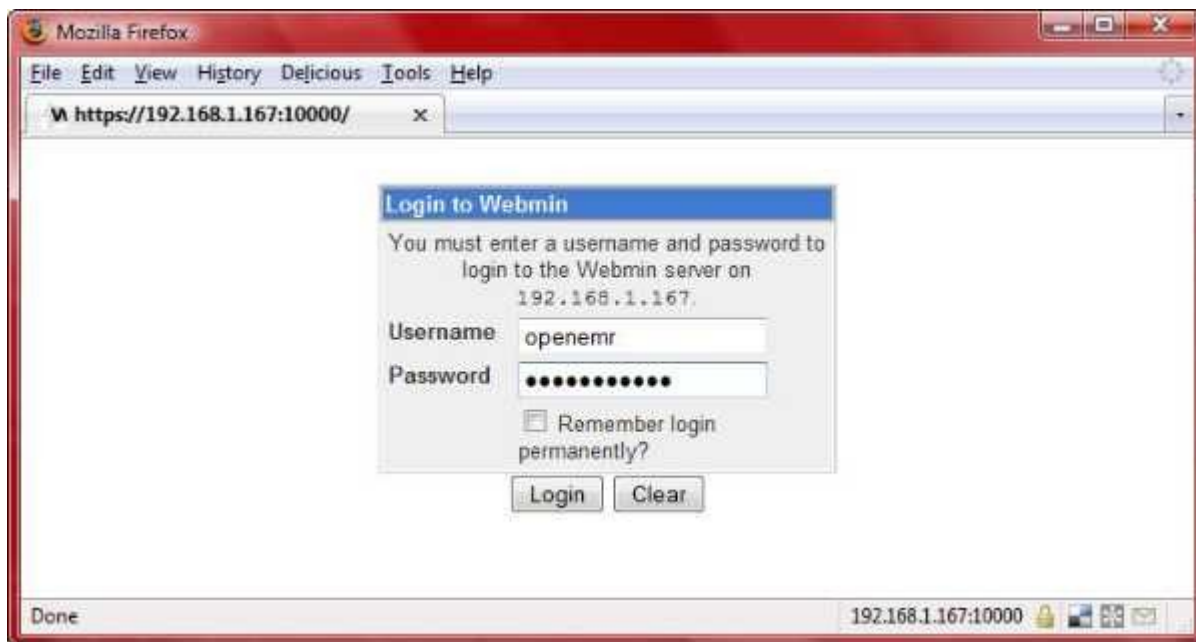 Mozilla Firefox
File Edit View History Delicious Tools Help
https://192.168.1.167:10000/
Login to Webmin
You must enter a username and password to
login to the Webmin server on
192.168.1.167.
Username openemr
Password ●●●●●●●●●●●
Remember login
permanently?
Login Clear
Done 192.168.1.167:10000